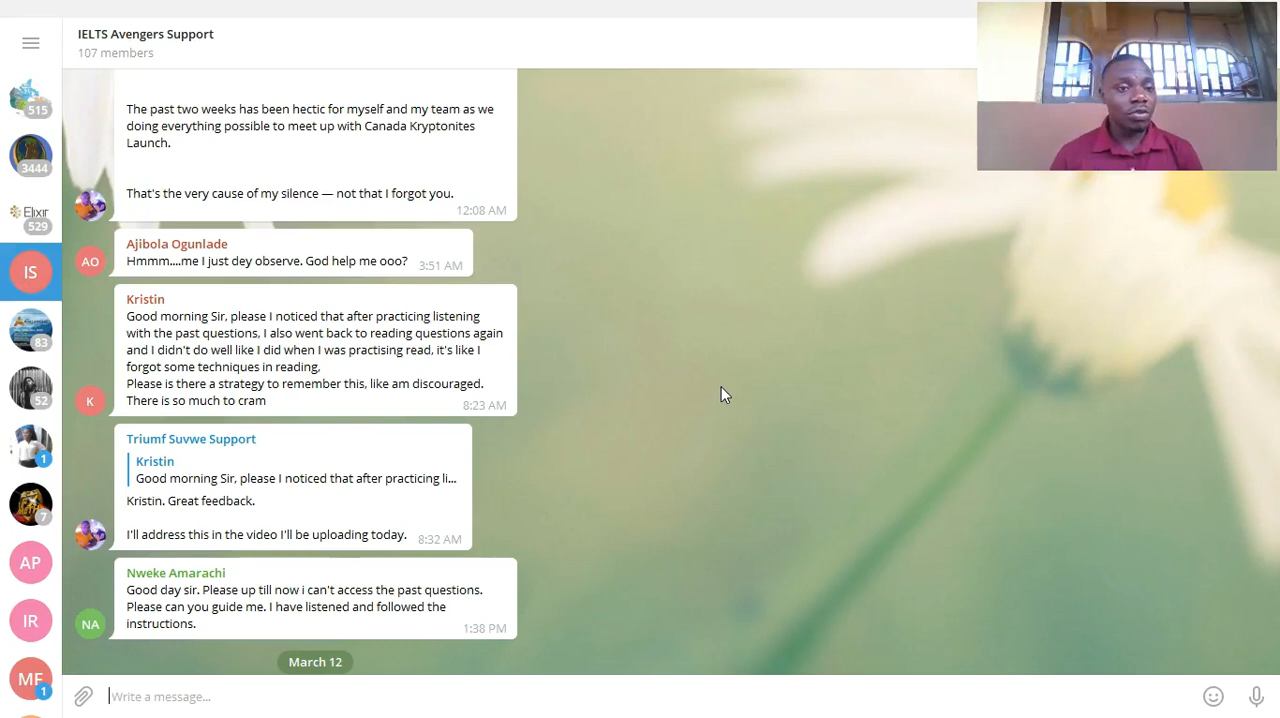 IELTS Avengers Support
107 members
515
3444
Elixir
529
IS
83
52
1
7
AP
IR
MF
1
The past two weeks has been hectic for myself and my team as we
doing everything possible to meet up with Canada Kryptonites
Launch.
That's the very cause of my silence — not that I forgot you.
12:08 AM
AO
Ajibola Ogunlade
Hmmm....me I just dey observe. God help me ooo?
3:51 AM
Kristin
Good morning Sir, please I noticed that after practicing listening
with the past questions, I also went back to reading questions again
and I didn't do well like I did when I was practising read, it's like I
forgot some techniques in reading,
Please is there a strategy to remember this, like am discouraged.
There is so much to cram
K
8:23 AM
Triumf Suvwe Support
Kristin
Good morning Sir, please I noticed that after practicing li...
Kristin. Great feedback.
I'll address this in the video I'll be uploading today.
8:32 AM
Nweke Amarachi
Good day sir. Please up till now i can't access the past questions.
Please can you guide me. I have listened and followed the
instructions.
NA
1:38 PM
March 12
Write a message...